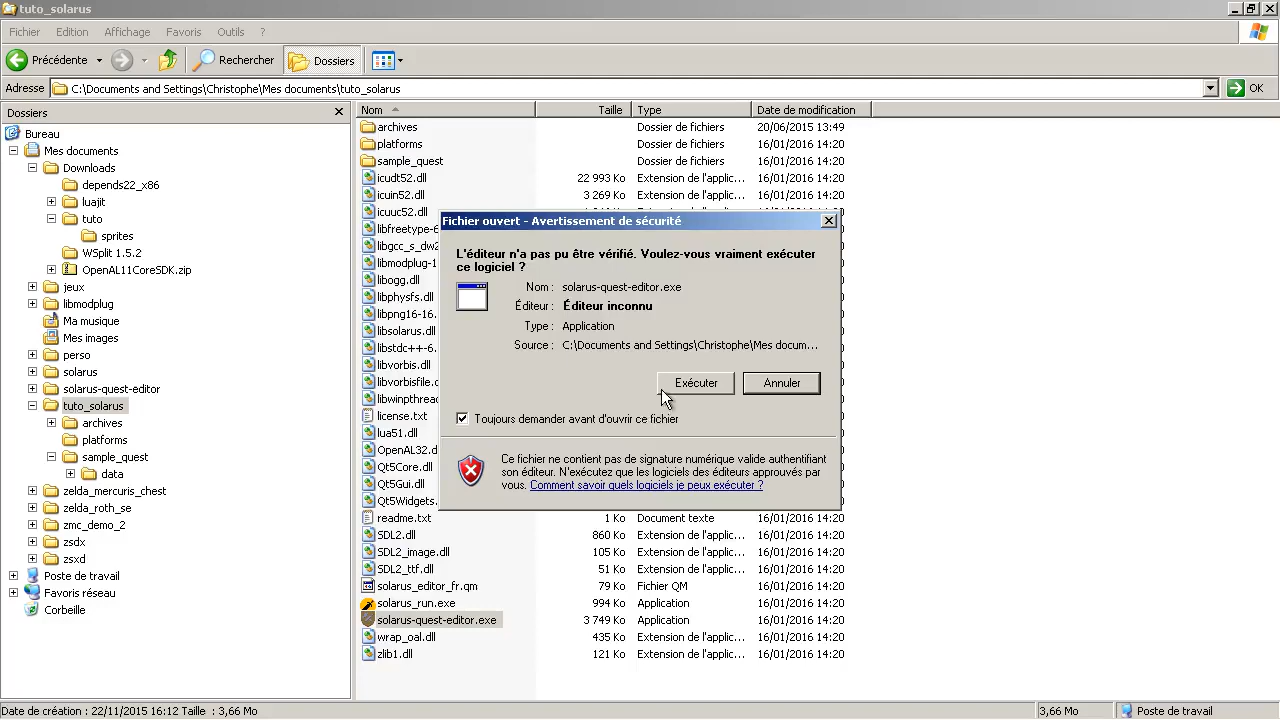 tuto_solarus
Fichier Edition Affichage Favoris Outils ?
Précédente Rechercher Dossiers
Adresse C:\Documents and Settings\Christophe\Mes documents\tuto_solarus OK
Dossiers
Bureau
Mes documents
Downloads
depends22_x86
luajit
tuto
sprites
WSplit 1.5.2
OpenAL11CoreSDK.zip
jeux
libmodplug
Ma musique
Mes images
perso
solarus
solarus-quest-editor
tuto_solarus
archives
platforms
sample_quest
data
zelda_mercuris_chest
zelda_roth_se
zmc_demo_2
zsdx
zsxd
Poste de travail
Favoris réseau
Corbeille
Nom Taille Type Date de modification
archives Dossier de fichiers 20/06/2015 13:49
platforms Dossier de fichiers 16/01/2016 14:20
sample_quest Dossier de fichiers 16/01/2016 14:20
icudt52.dll 22 993 Ko Extension de l'applic... 16/01/2016 14:20
icuin52.dll 3 269 Ko Extension de l'applic... 16/01/2016 14:20
icuuc52.dll
libfreetype-6
libgcc_s_dw2
libmodplug-1
libogg.dll
libphysfs.dll
libpng16-16.
libsolarus.dll
libstdc++-6.
libvorbis.dll
libvorbisfile.c
libwinpthread
license.txt
lua51.dll
OpenAL32.d
Qt5Core.dll
Qt5Gui.dll
Qt5Widgets.
readme.txt 1 Ko Document texte 16/01/2016 14:20
SDL2.dll 860 Ko Extension de l'applic... 16/01/2016 14:20
SDL2_image.dll 105 Ko Extension de l'applic... 16/01/2016 14:20
SDL2_ttf.dll 51 Ko Extension de l'applic... 16/01/2016 14:20
solarus_editor_fr.qm 79 Ko Fichier QM 16/01/2016 14:20
solarus_run.exe 994 Ko Application 16/01/2016 14:20
solarus-quest-editor.exe 3 749 Ko Application 16/01/2016 14:20
wrap_oal.dll 435 Ko Extension de l'applic... 16/01/2016 14:20
zlib1.dll 121 Ko Extension de l'applic... 16/01/2016 14:20
Fichier ouvert - Avertissement de sécurité
L'éditeur n'a pas pu être vérifié. Voulez-vous vraiment exécuter
ce logiciel ?
Nom : solarus-quest-editor.exe
Éditeur : Éditeur inconnu
Type : Application
Source : C:\Documents and Settings\Christophe\Mes docum...
Exécuter Annuler
Toujours demander avant d'ouvrir ce fichier
Ce fichier ne contient pas de signature numérique valide authentifiant
son éditeur. N'exécutez que les logiciels des éditeurs approuvés par
vous. Comment savoir quels logiciels je peux exécuter ?
Date de création : 22/11/2015 16:12 Taille : 3,66 Mo 3,66 Mo Poste de travail